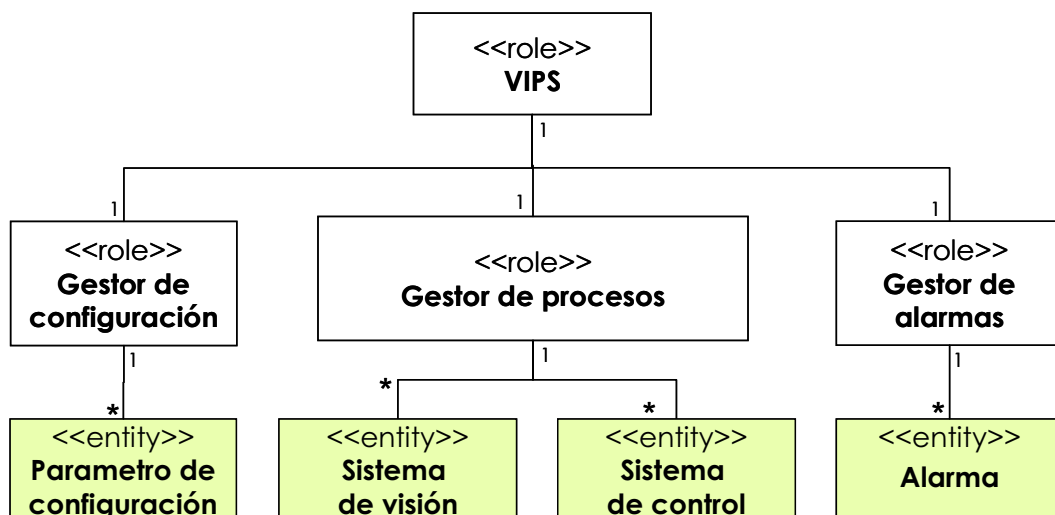 <<role>>
VIPS
1
1
1
1
<<role>>
Gestor de
configuración
<<role>>
Gestor de procesos
<<role>>
Gestor de
alarmas
1
1
1
*
*
*
*
<<entity>>
Parametro de
configuración
<<entity>>
Sistema
de visión
<<entity>>
Sistema
de control
<<entity>>
Alarma